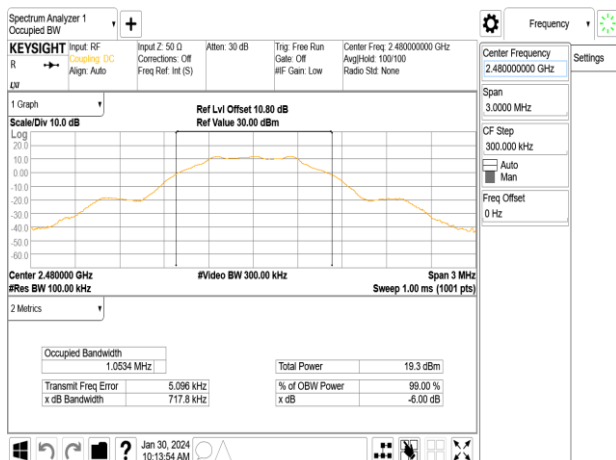 Spectrum Analyzer 1
Occupied BW
Frequency
KEYSIGHT
Input: RF
Coupling: DC
Align: Auto
Input Z: 50 Ω
Corrections: Off
Freq Ref: Int (S)
Atten: 30 dB
Trig: Free Run
Gate: Off
#IF Gain: Low
Center Freq: 2.480000000 GHz
Avg|Hold: 100/100
Radio Std: None
R
LXI
Center Frequency
2.480000000 GHz
Settings
Span
3.0000 MHz
CF Step
300.000 kHz
Auto
Man
Freq Offset
0 Hz
1 Graph
Scale/Div 10.0 dB
Ref Lvl Offset 10.80 dB
Ref Value 30.00 dBm
Log
20.0
10.0
0.00
-10.0
-20.0
-30.0
-40.0
-50.0
-60.0
Center 2.480000 GHz
#Video BW 300.00 kHz
Span 3 MHz
#Res BW 100.00 kHz
Sweep 1.00 ms (1001 pts)
2 Metrics
Occupied Bandwidth
1.0534 MHz
Total Power 19.3 dBm
Transmit Freq Error 5.096 kHz
% of OBW Power 99.00 %
x dB Bandwidth 717.8 kHz
x dB -6.00 dB
?
Jan 30, 2024
10:13:54 AM